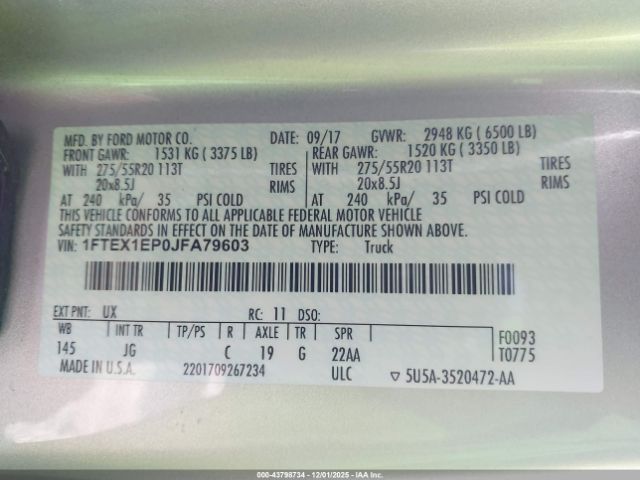 MFD. BY FORD MOTOR CO. DATE: 09/17 GVWR: 2948 KG ( 6500 LB)
FRONT GAWR: 1531 KG ( 3375 LB) REAR GAWR: 1520 KG ( 3350 LB)
WITH 275/55R20 113T TIRES WITH 275/55R20 113T TIRES
20x8.5J RIMS 20x8.5J RIMS
AT 240 kPa/ 35 PSI COLD AT 240 kPa/ 35 PSI COLD
THIS VEHICLE CONFORMS TO ALL APPLICABLE FEDERAL MOTOR VEHICLE
SAFETY STANDARDS IN EFFECT ON THE DATE OF MANUFACTURE SHOWN ABOVE.
VIN: 1FTEX1EP0JFA79603 TYPE: Truck
EXT PNT: UX RC: 11 DSO:
WB INT TR TP/PS R AXLE TR SPR F0093
145 JG C 19 G 22AA T0775
MADE IN U.S.A. 2201709267234 ULC ▽ 5U5A-3520472-AA
000-43798734 - 12/01/2025 - IAA Inc.